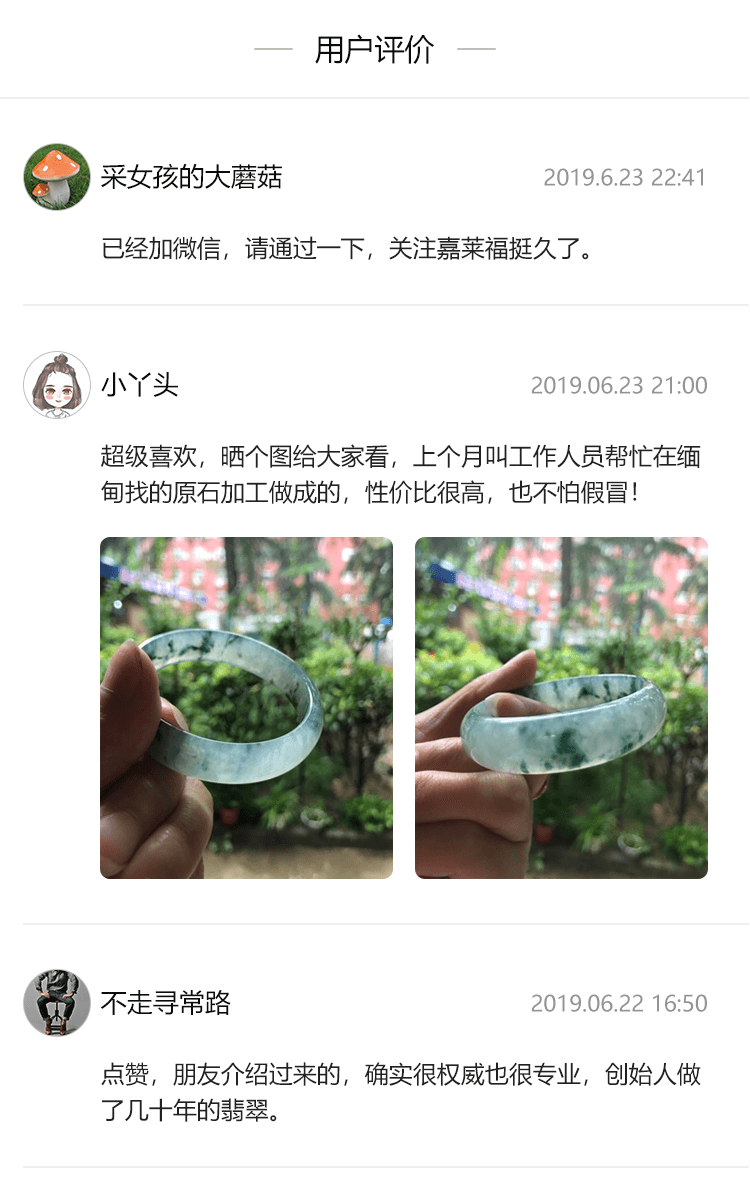 用户评价
采女孩的大蘑菇
2019.6.23 22:41
已经加微信，请通过一下，关注嘉莱福挺久了。
小丫头
2019.06.23 21:00
超级喜欢，晒个图给大家看，上个月叫工作人员帮忙在缅
甸找的原石加工做成的，性价比很高，也不怕假冒！
不走寻常路
2019.06.22 16:50
点赞，朋友介绍过来的，确实很权威也很专业，创始人做
了几十年的翡翠。